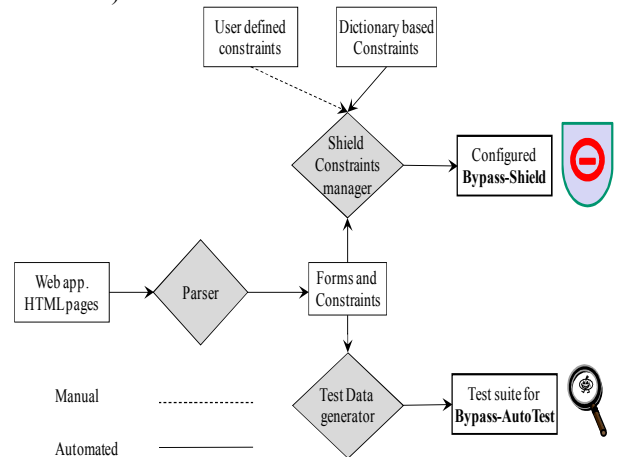 User defined
constraints
Dictionary based
Constraints
Shield
Constraints
manager
Configured
Bypass-Shield
Web app.
HTML pages
Parser
Forms and
Constraints
Test Data
generator
Test suite for
Bypass-AutoTest
Manual
Automated